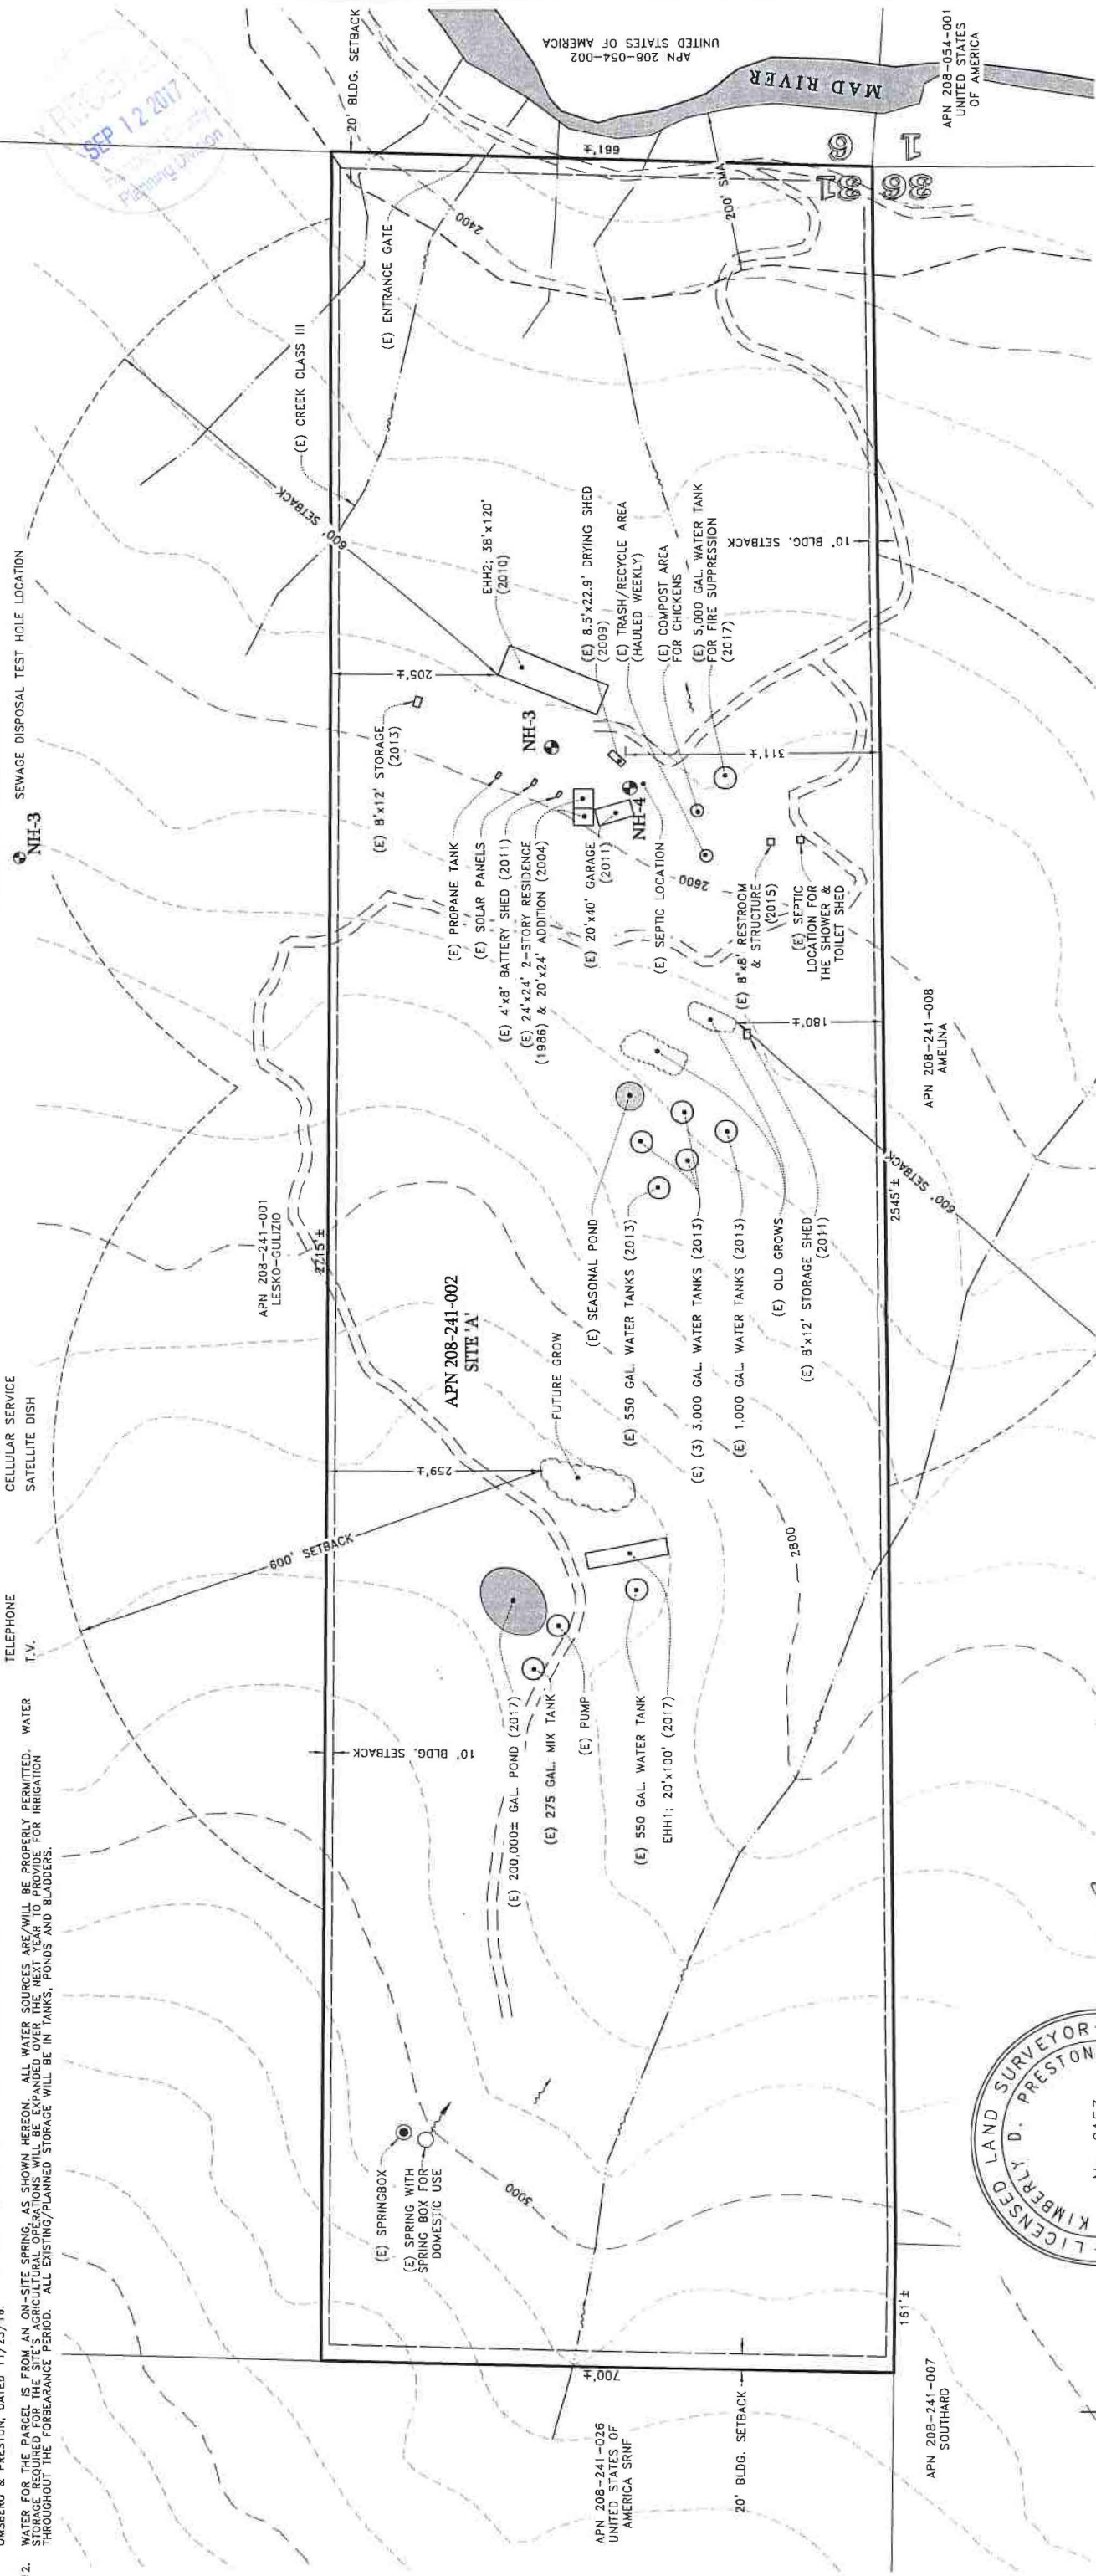 OMSBERG & PRESTON, DATED 11/23/16.
12. WATER FOR THE PARCEL IS FROM AN ON-SITE SPRING, AS SHOWN HEREON. ALL WATER SOURCES ARE/WILL BE PROPERLY PERMITTED. WATER
STORAGE REQUIRED FOR THE SITE'S AGRICULTURAL OPERATIONS WILL BE EXPANDED OVER THE NEXT YEAR TO PROVIDE FOR IRRIGATION
THROUGHOUT THE FORBEARANCE PERIOD. ALL EXISTING/PLANNED STORAGE WILL BE IN TANKS, PONDS AND BLADDERS.
TELEPHONE
CELLULAR SERVICE
T.V.
SATELLITE DISH
NH-3
SEWAGE DISPOSAL TEST HOLE LOCATION
SEP 12 2017
Planning Division
20' BLDG. SETBACK
APN 208-054-002
UNITED STATES OF AMERICA
MAD RIVER
APN 208-054-001
UNITED STATES
OF AMERICA
6
1
31
36
661'±
200' SMA
2400
(E) ENTRANCE GATE
(E) CREEK CLASS III
600' SETBACK
EHH2; 38'x120'
(2010)
205'±
(E) 8'x12' STORAGE
(2013)
NH-3
(E) 8.5'x22.9' DRYING SHED
(2009)
(E) TRASH/RECYCLE AREA
(HAULED WEEKLY)
(E) COMPOST AREA
FOR CHICKENS
(E) 5,000 GAL. WATER TANK
FOR FIRE SUPPRESSION
(2017)
10' BLDG. SETBACK
311'±
(E) PROPANE TANK
(E) SOLAR PANELS
(E) 4'x8' BATTERY SHED (2011)
(E) 24'x24' 2-STORY RESIDENCE
(1986) & 20'x24' ADDITION (2004)
(E) 20'x40' GARAGE
(2011)
NH-4
(E) SEPTIC LOCATION
2600
(E) 8'x8' RESTROOM
& STRUCTURE
(2015)
(E) SEPTIC
LOCATION FOR
THE SHOWER &
TOILET SHED
180'±
APN 208-241-008
AMELINA
600' SETBACK
2545'±
APN 208-241-001
LESKO-GULIZIO
2715'±
APN 208-241-002
SITE 'A'
(E) SEASONAL POND
(E) 550 GAL. WATER TANKS (2013)
(E) (3) 3,000 GAL. WATER TANKS (2013)
(E) 1,000 GAL. WATER TANKS (2013)
(E) OLD GROWS
(E) 8'x12' STORAGE SHED
(2011)
FUTURE GROW
259'±
600' SETBACK
2800
10' BLDG. SETBACK
(E) 200,000± GAL. POND (2017)
(E) 275 GAL. MIX TANK
(E) PUMP
(E) 550 GAL. WATER TANK
EHH1; 20'x100' (2017)
(E) SPRINGBOX
(E) SPRING WITH
SPRING BOX FOR
DOMESTIC USE
3000
700'±
161'±
APN 208-241-026
UNITED STATES OF
AMERICA SRNF
20' BLDG. SETBACK
APN 208-241-007
SOUTHARD
LICENSED LAND SURVEYOR
KIMBERLY D. PRESTON